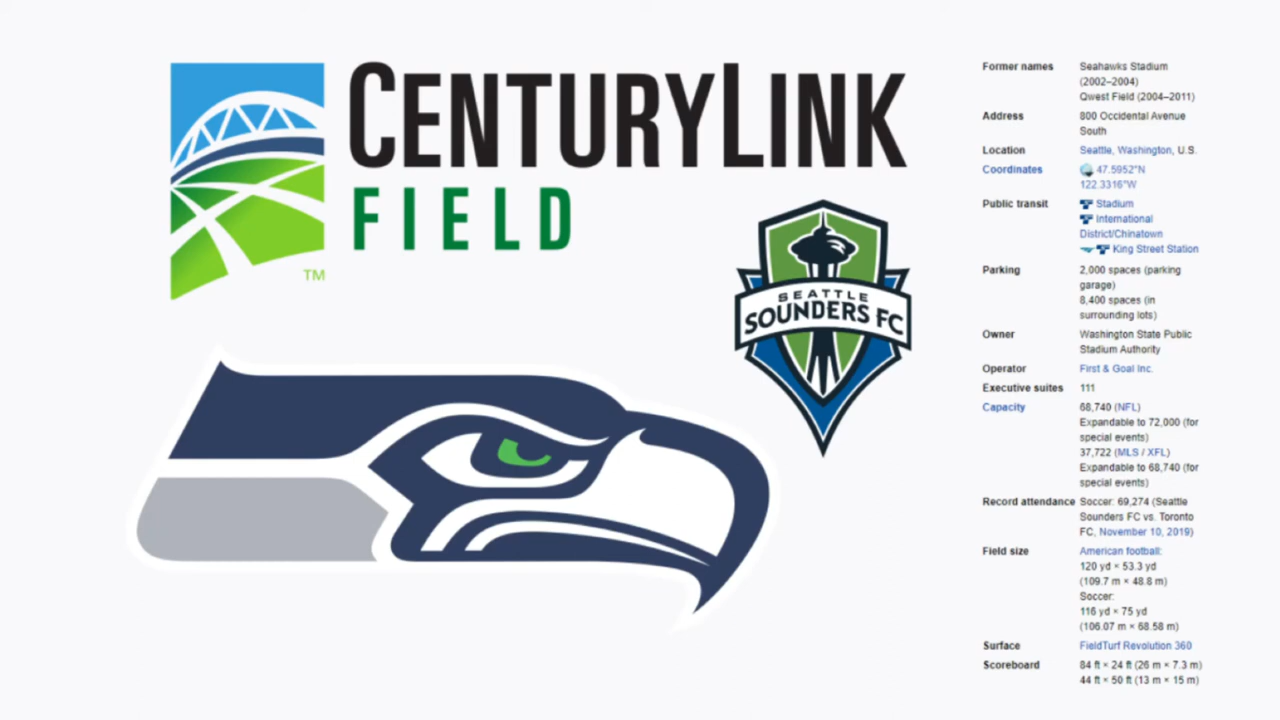 CENTURYLINK
FIELD
TM
SEATTLE
SOUNDERS FC
Former names Seahawks Stadium
(2002–2004)
Qwest Field (2004–2011)
Address 800 Occidental Avenue
South
Location Seattle, Washington, U.S.
Coordinates 47.5952°N
122.3316°W
Public transit Stadium
International
District/Chinatown
King Street Station
Parking 2,000 spaces (parking
garage)
8,400 spaces (in
surrounding lots)
Owner Washington State Public
Stadium Authority
Operator First & Goal Inc.
Executive suites 111
Capacity 68,740 (NFL)
Expandable to 72,000 (for
special events)
37,722 (MLS / XFL)
Expandable to 68,740 (for
special events)
Record attendance Soccer: 69,274 (Seattle
Sounders FC vs. Toronto
FC, November 10, 2019)
Field size American football:
120 yd × 53.3 yd
(109.7 m × 48.8 m)
Soccer:
116 yd × 75 yd
(106.07 m × 68.58 m)
Surface FieldTurf Revolution 360
Scoreboard 84 ft × 24 ft (26 m × 7.3 m)
44 ft × 50 ft (13 m × 15 m)